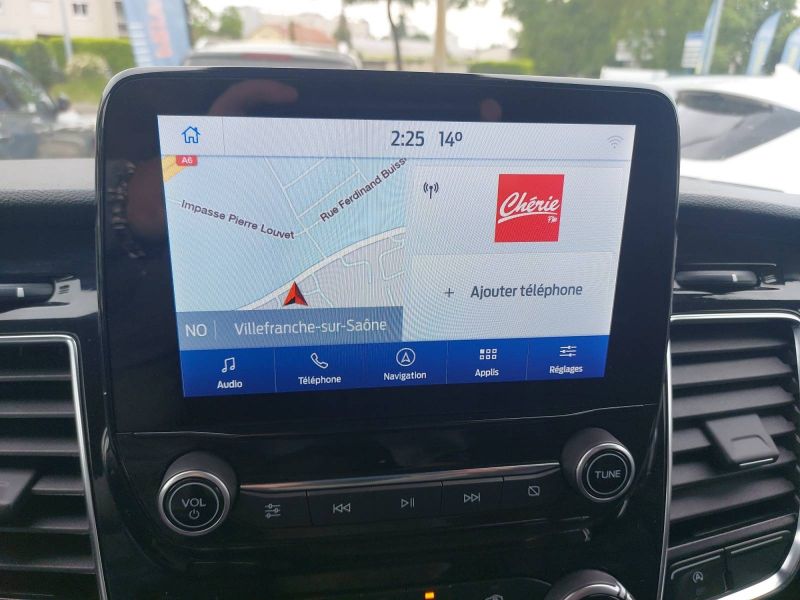 2:25 14°
A6
Impasse Pierre Louvet
Rue Ferdinand Buiss
Chérie
FM
+ Ajouter téléphone
NO Villefranche-sur-Saône
Audio
Téléphone
Navigation
Applis
Réglages
VOL
TUNE